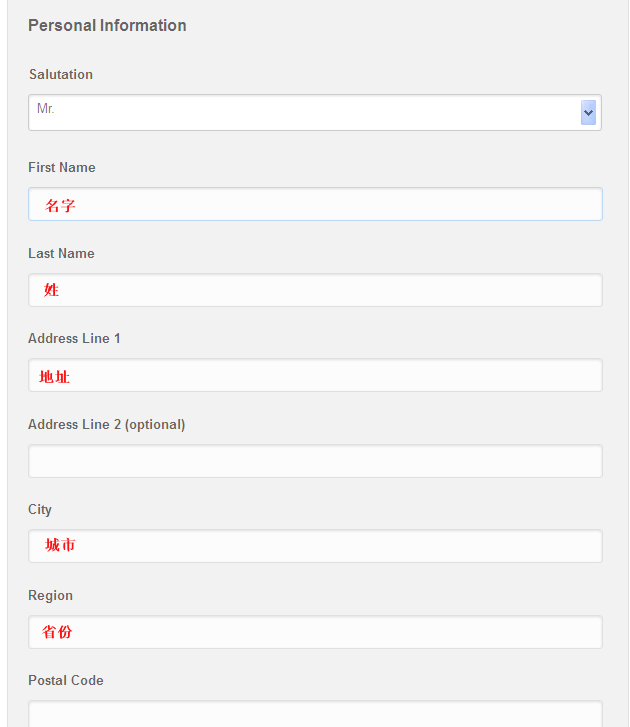 Personal Information
Salutation
Mr.
First Name
名字
Last Name
姓
Address Line 1
地址
Address Line 2 (optional)
City
城市
Region
省份
Postal Code